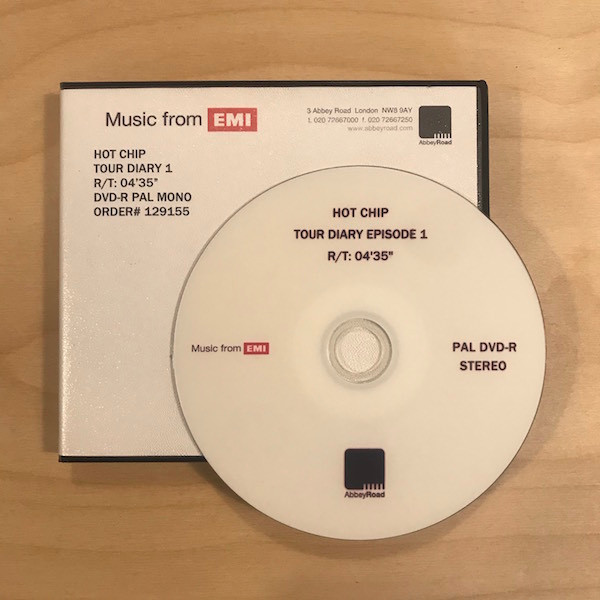 Music from EMI
3 Abbey Road London NW8 9AY
t. 020 72667000 f. 020 72667250
www.abbeyroad.com
AbbeyRoad
HOT CHIP
TOUR DIARY 1
R/T: 04'35"
DVD-R PAL MONO
ORDER# 129155
HOT CHIP
TOUR DIARY EPISODE 1
R/T: 04'35"
Music from EMI
PAL DVD-R
STEREO
AbbeyRoad